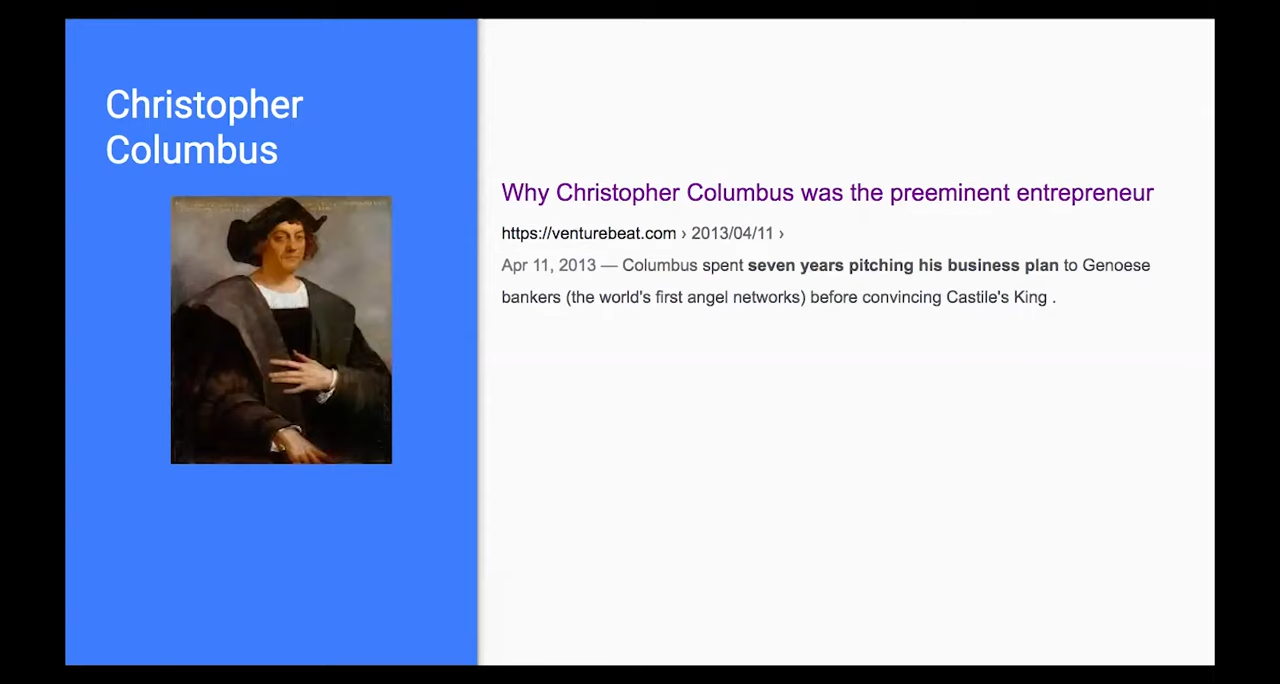 Christopher
Columbus
Why Christopher Columbus was the preeminent entrepreneur
https://venturebeat.com › 2013/04/11 ›
Apr 11, 2013 — Columbus spent seven years pitching his business plan to Genoese
bankers (the world's first angel networks) before convincing Castile's King .